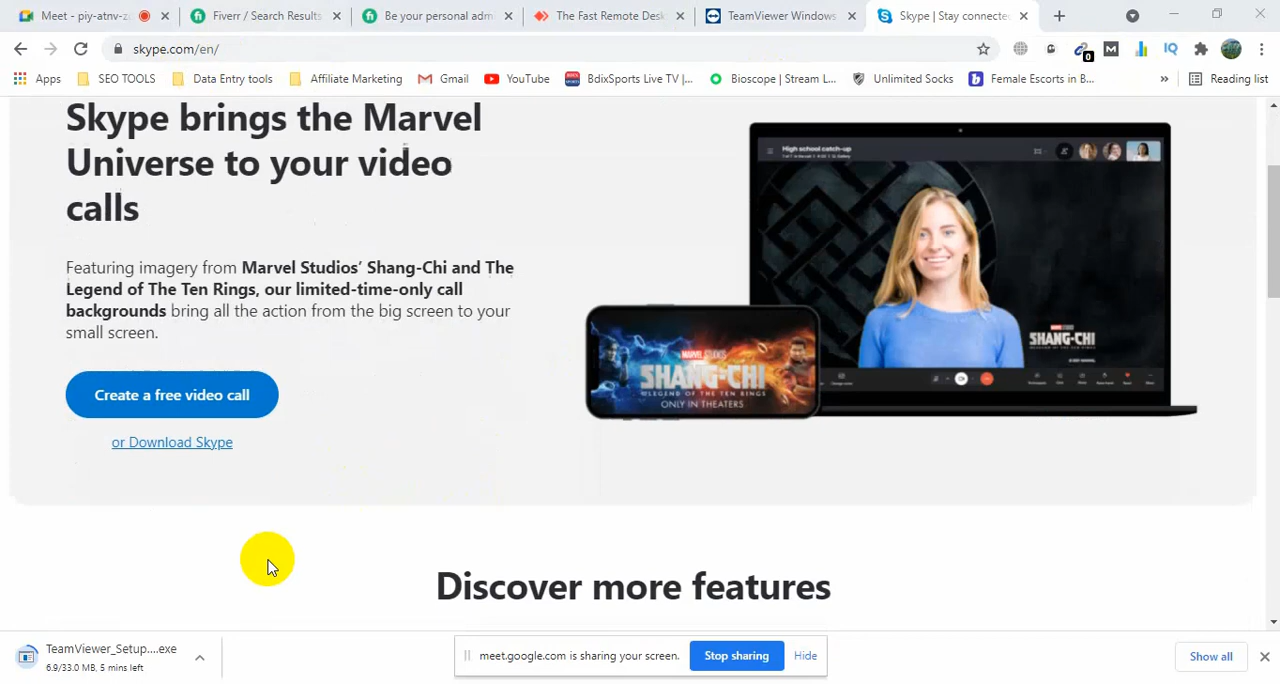 Meet - piy-atnv-z
Fiverr / Search Results
Be your personal adm
The Fast Remote Desk
TeamViewer Windows
Skype | Stay connecte
skype.com/en/
0
M
IQ
Apps
SEO TOOLS
Data Entry tools
Affiliate Marketing
Gmail
YouTube
BdixSports Live TV |...
Bioscope | Stream L...
Unlimited Socks
Female Escorts in B...
»
Reading list
Skype brings the Marvel
Universe to your video
calls
Featuring imagery from Marvel Studios’ Shang-Chi and The
Legend of The Ten Rings, our limited-time-only call
backgrounds bring all the action from the big screen to your
small screen.
Create a free video call
or Download Skype
High school catch-up
SHANG-CHI
MARVEL STUDIOS
SHANG-CHI
LEGEND OF THE TEN RINGS
ONLY IN THEATERS
Discover more features
TeamViewer_Setup....exe
6.9/33.0 MB, 5 mins left
meet.google.com is sharing your screen.
Stop sharing
Hide
Show all